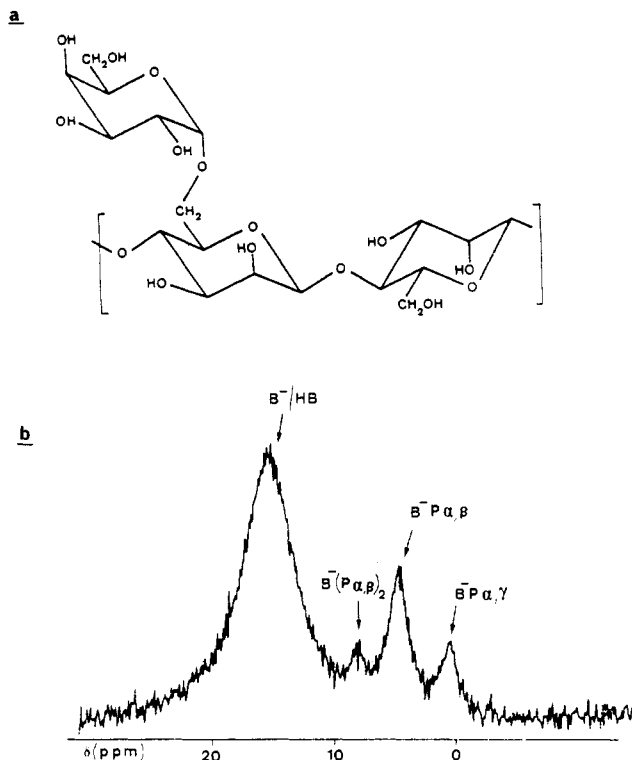 a
OH
CH₂OH
O
OH
OH
O
CH₂
O
HO
HO
OH
O
HO
O
HO
CH₂OH
O
b
B⁻/HB
B⁻Pα,β
B⁻(Pα,β)₂
B⁻Pα,γ
δ(ppm) 20 10 0